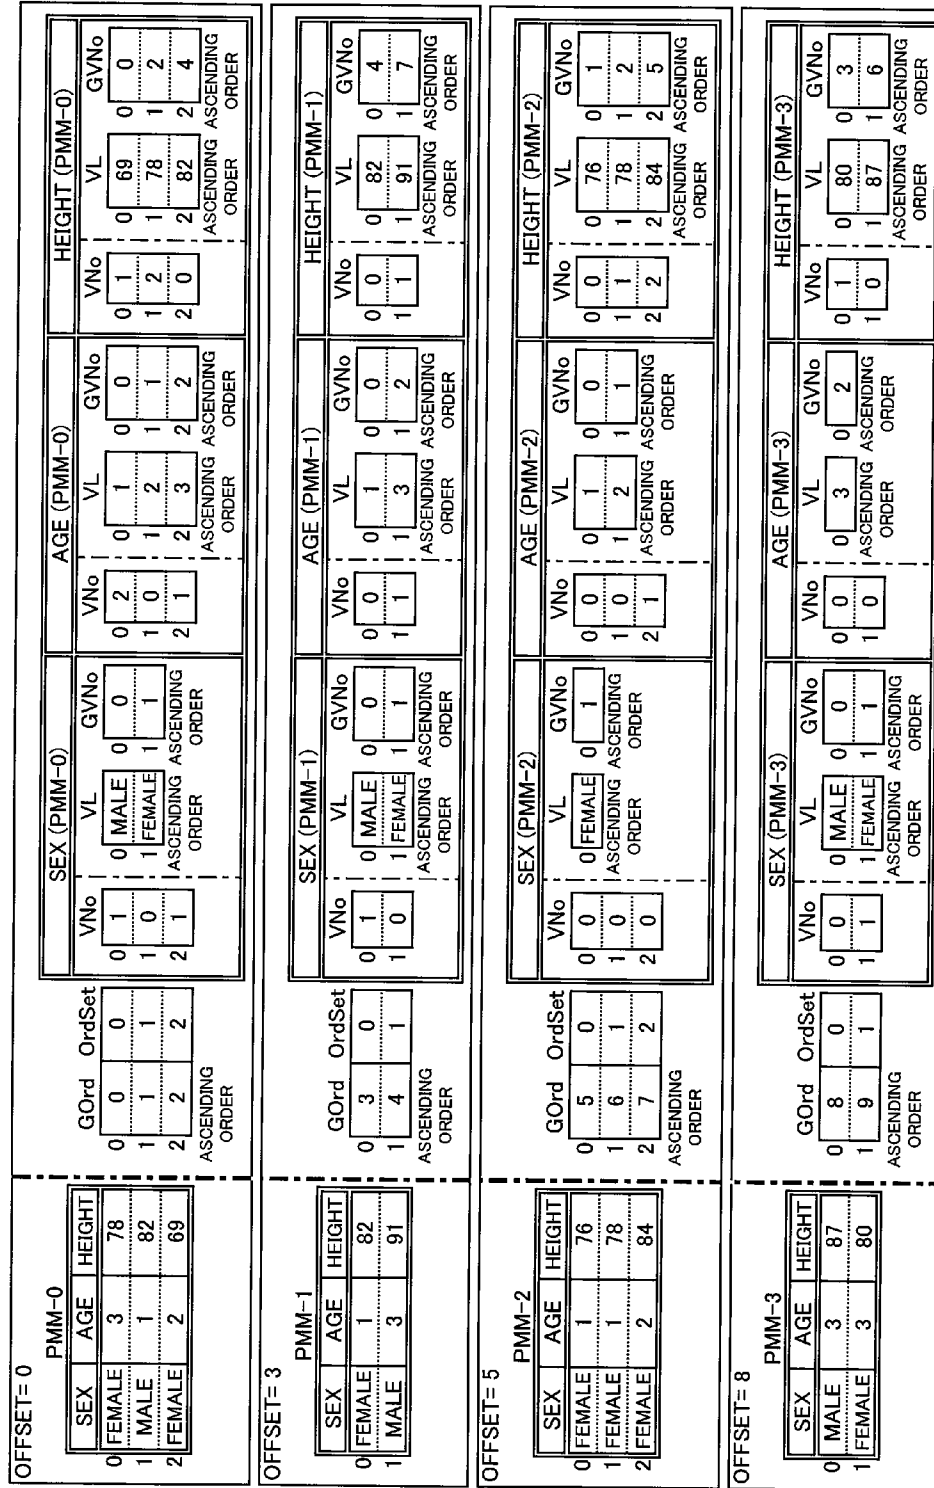 OFFSET= 0
PMM-0
SEX AGE HEIGHT
0 FEMALE 3 78
1 MALE 1 82
2 FEMALE 2 69
GOrd OrdSet
0 0 0
1 1 1
2 2 2
ASCENDING
ORDER
SEX (PMM-0)
VNo VL GVNo
0 1 0 MALE 0 0
1 0 1 FEMALE 1 1
2 1
ASCENDING ASCENDING
ORDER ORDER
AGE (PMM-0)
VNo VL GVNo
0 2 0 1 0 0
1 0 1 2 1 1
2 1 2 3 2 2
ASCENDING ASCENDING
ORDER ORDER
HEIGHT (PMM-0)
VNo VL GVNo
0 1 0 69 0 0
1 2 1 78 1 2
2 0 2 82 2 4
ASCENDING ASCENDING
ORDER ORDER
OFFSET= 3
PMM-1
SEX AGE HEIGHT
0 FEMALE 1 82
1 MALE 3 91
GOrd OrdSet
0 3 0
1 4 1
ASCENDING
ORDER
SEX (PMM-1)
VNo VL GVNo
0 1 0 MALE 0 0
1 0 1 FEMALE 1 1
ASCENDING ASCENDING
ORDER ORDER
AGE (PMM-1)
VNo VL GVNo
0 0 0 1 0 0
1 1 1 3 1 2
ASCENDING ASCENDING
ORDER ORDER
HEIGHT (PMM-1)
VNo VL GVNo
0 0 0 82 0 4
1 1 1 91 1 7
ASCENDING ASCENDING
ORDER ORDER
OFFSET= 5
PMM-2
SEX AGE HEIGHT
0 FEMALE 1 76
1 FEMALE 1 78
2 FEMALE 2 84
GOrd OrdSet
0 5 0
1 6 1
2 7 2
ASCENDING
ORDER
SEX (PMM-2)
VNo VL GVNo
0 0 0 FEMALE 0 1
1 0
2 0
ASCENDING ASCENDING
ORDER ORDER
AGE (PMM-2)
VNo VL GVNo
0 0 0 1 0 0
1 0 1 2 1 1
2 1
ASCENDING ASCENDING
ORDER ORDER
HEIGHT (PMM-2)
VNo VL GVNo
0 0 0 76 0 1
1 1 1 78 1 2
2 2 2 84 2 5
ASCENDING ASCENDING
ORDER ORDER
OFFSET= 8
PMM-3
SEX AGE HEIGHT
0 MALE 3 87
1 FEMALE 3 80
GOrd OrdSet
0 8 0
1 9 1
ASCENDING
ORDER
SEX (PMM-3)
VNo VL GVNo
0 0 0 MALE 0 0
1 1 1 FEMALE 1 1
ASCENDING ASCENDING
ORDER ORDER
AGE (PMM-3)
VNo VL GVNo
0 0 0 3 0 2
1 0
ASCENDING ASCENDING
ORDER ORDER
HEIGHT (PMM-3)
VNo VL GVNo
0 1 0 80 0 3
1 0 1 87 1 6
ASCENDING ASCENDING
ORDER ORDER